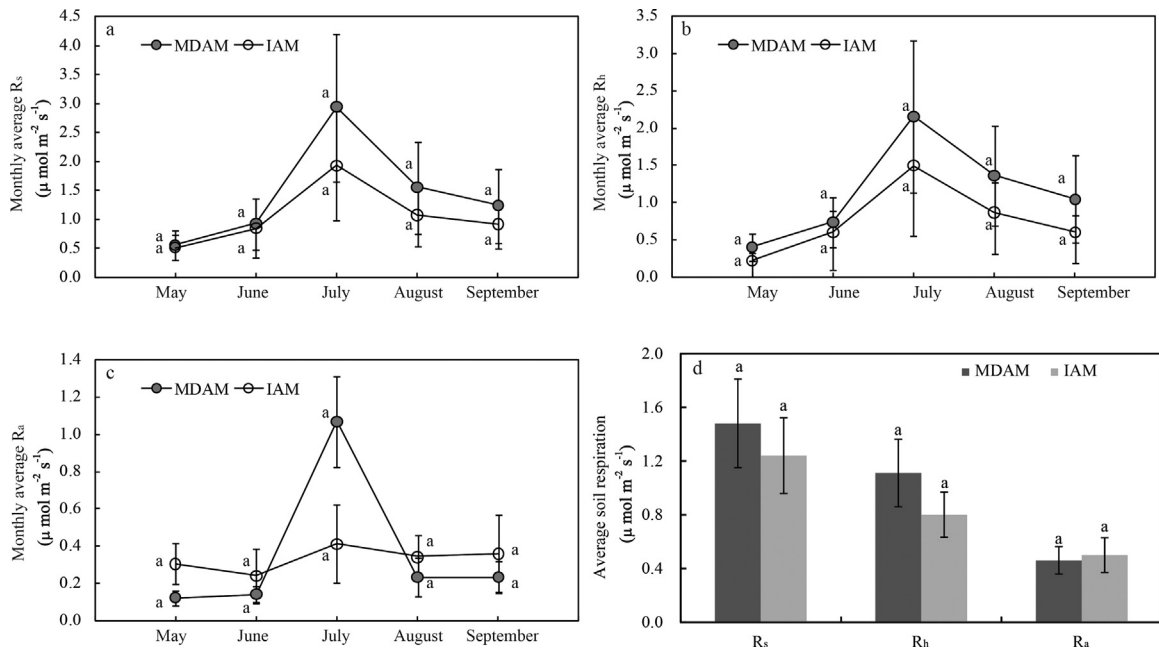 a
MDAM IAM
Monthly average Rs
(μ mol m-2 s-1)
4.5
4.0
3.5
3.0
2.5
2.0
1.5
1.0
0.5
0.0
a
a
a
a
a
a
a
a
a
a
May June July August September
b
MDAM IAM
Monthly average Rh
(μ mol m-2 s-1)
3.5
3.0
2.5
2.0
1.5
1.0
0.5
0.0
a
a
a
a
a
a
a
a
a
a
May June July August September
c
MDAM IAM
Monthly average Ra
(μ mol m-2 s-1)
1.4
1.2
1.0
0.8
0.6
0.4
0.2
0.0
a
a
a
a
a
a
a
a
a
a
May June July August September
d
MDAM IAM
Average soil respiration
(μ mol m-2 s-1)
2.0
1.6
1.2
0.8
0.4
0.0
a
a
a
a
a
a
Rs Rh Ra